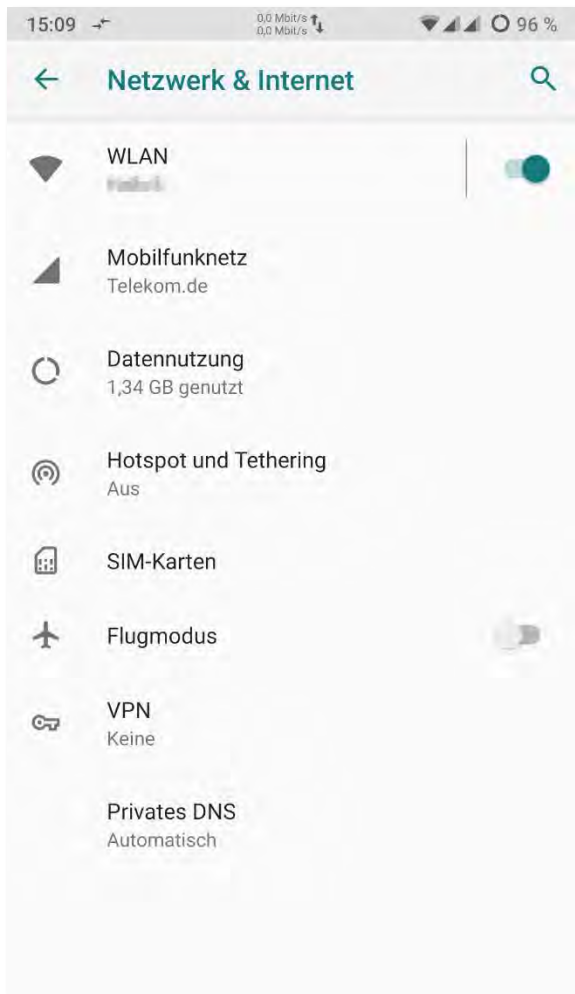 15:09
0,0 Mbit/s
0,0 Mbit/s
96 %
Netzwerk & Internet
WLAN
Mobilfunknetz
Telekom.de
Datennutzung
1,34 GB genutzt
Hotspot und Tethering
Aus
SIM-Karten
Flugmodus
VPN
Keine
Privates DNS
Automatisch